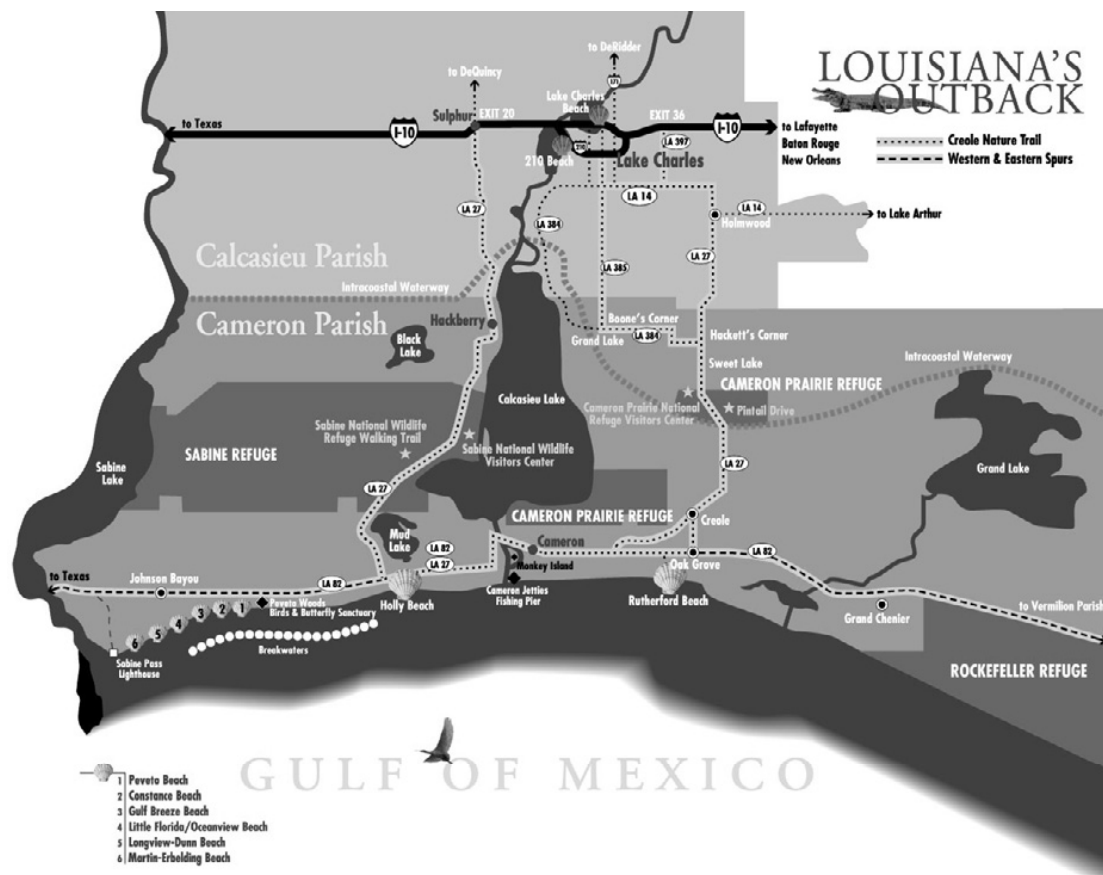 LOUISIANA'S
OUTBACK
Creole Nature Trail
Western & Eastern Spurs
to DeRidder
171
to DeQuincy
Lake Charles
Beach
Sulphur
EXIT 20
EXIT 36
to Texas
I-10
I-10
to Lafayette
Baton Rouge
New Orleans
LA 397
210
210 Beach
Lake Charles
LA 27
LA 14
LA 384
LA 14
to Lake Arthur
Holmwood
Calcasieu Parish
LA 385
LA 27
Intracoastal Waterway
Cameron Parish
Hackberry
Boone's Corner
LA 384
Hackett's Corner
Grand Lake
Black
Lake
Sweet Lake
Intracoastal Waterway
CAMERON PRAIRIE REFUGE
Calcasieu Lake
Cameron Prairie National
Refuge Visitors Center
Pintail Drive
Sabine National Wildlife
Refuge Walking Trail
Sabine National Wildlife
Visitors Center
SABINE REFUGE
Sabine
Lake
LA 27
LA 27
Grand Lake
CAMERON PRAIRIE REFUGE
Creole
Mud
Lake
Cameron
LA 82
LA 27
LA 82
Oak Grove
Monkey Island
to Texas
Johnson Bayou
LA 82
Cameron Jetties
Fishing Pier
Holly Beach
Rutherford Beach
Grand Chenier
to Vermilion Parish
Peveto Woods
Birds & Butterfly Sanctuary
1
2
3
4
5
6
Breakwaters
Sabine Pass
Lighthouse
ROCKEFELLER REFUGE
GULF OF MEXICO
1 Peveto Beach
2 Constance Beach
3 Gulf Breeze Beach
4 Little Florida/Oceanview Beach
5 Longview-Dunn Beach
6 Martin-Erbelding Beach